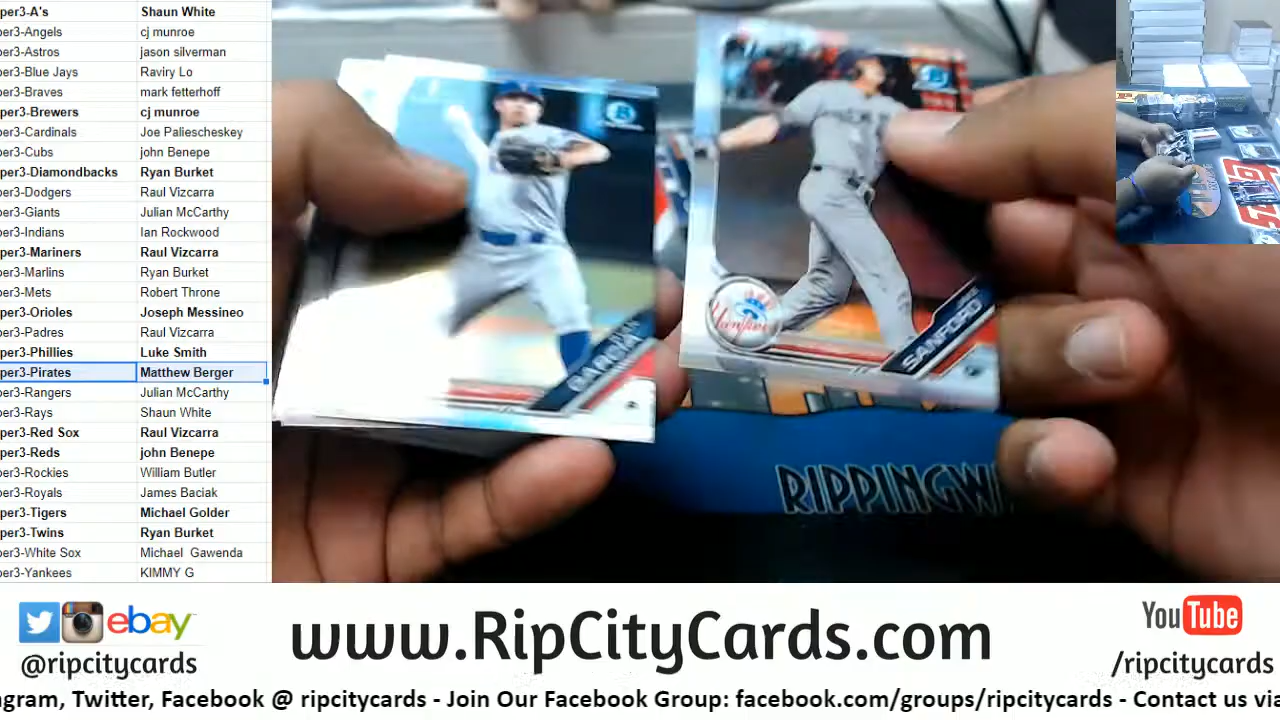 per3-A's Shaun White
per3-Angels cj munroe
per3-Astros jason silverman
per3-Blue Jays Raviry Lo
per3-Braves mark fetterhoff
per3-Brewers cj munroe
per3-Cardinals Joe Paliescheskey
per3-Cubs john Benepe
per3-Diamondbacks Ryan Burket
per3-Dodgers Raul Vizcarra
per3-Giants Julian McCarthy
per3-Indians Ian Rockwood
per3-Mariners Raul Vizcarra
per3-Marlins Ryan Burket
per3-Mets Robert Throne
per3-Orioles Joseph Messineo
per3-Padres Raul Vizcarra
per3-Phillies Luke Smith
per3-Pirates Matthew Berger
per3-Rangers Julian McCarthy
per3-Rays Shaun White
per3-Red Sox Raul Vizcarra
per3-Reds john Benepe
per3-Rockies William Butler
per3-Royals James Baciak
per3-Tigers Michael Golder
per3-Twins Ryan Burket
per3-White Sox Michael Gawenda
per3-Yankees KIMMY G
GARCIA
Yankees
SANFORD
RIPPINGW
ebay
@ripcitycards
www.RipCityCards.com
YouTube
/ripcitycards
agram, Twitter, Facebook @ ripcitycards - Join Our Facebook Group: facebook.com/groups/ripcitycards - Contact us via